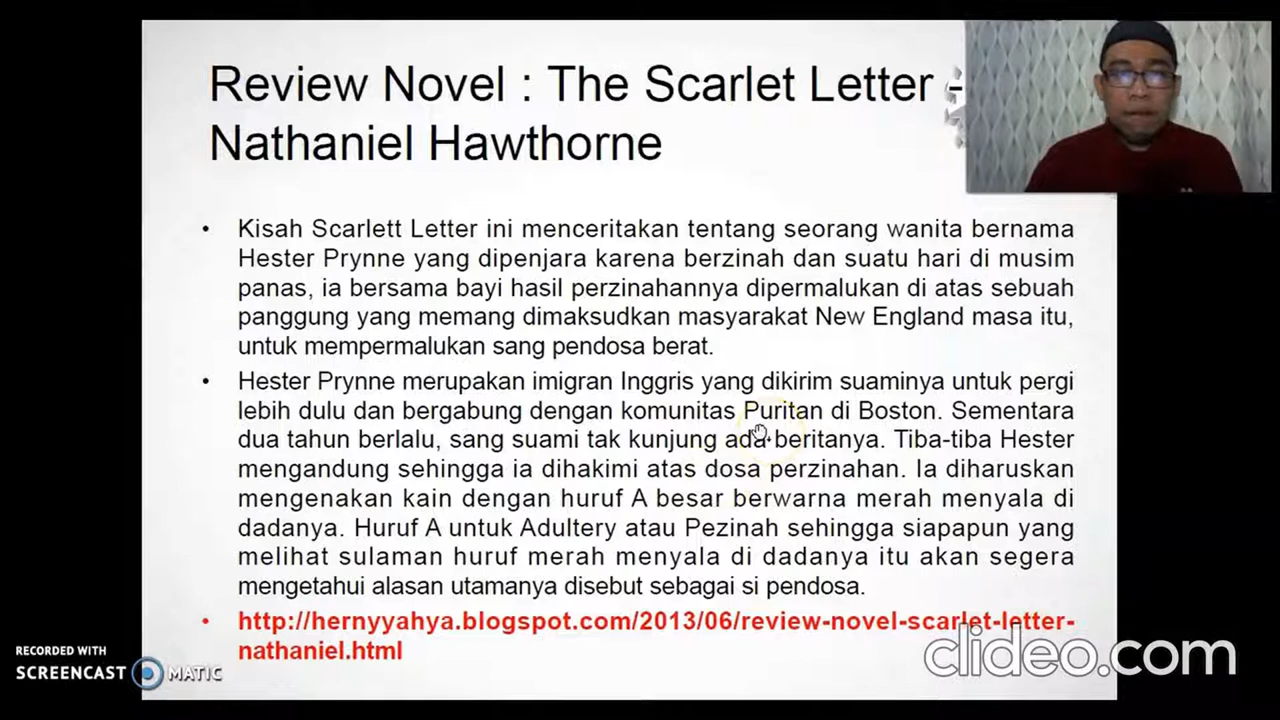 Review Novel : The Scarlet Letter -
Nathaniel Hawthorne
• Kisah Scarlett Letter ini menceritakan tentang seorang wanita bernama
Hester Prynne yang dipenjara karena berzinah dan suatu hari di musim
panas, ia bersama bayi hasil perzinahannya dipermalukan di atas sebuah
panggung yang memang dimaksudkan masyarakat New England masa itu,
untuk mempermalukan sang pendosa berat.
• Hester Prynne merupakan imigran Inggris yang dikirim suaminya untuk pergi
lebih dulu dan bergabung dengan komunitas Puritan di Boston. Sementara
dua tahun berlalu, sang suami tak kunjung ada beritanya. Tiba-tiba Hester
mengandung sehingga ia dihakimi atas dosa perzinahan. Ia diharuskan
mengenakan kain dengan huruf A besar berwarna merah menyala di
dadanya. Huruf A untuk Adultery atau Pezinah sehingga siapapun yang
melihat sulaman huruf merah menyala di dadanya itu akan segera
mengetahui alasan utamanya disebut sebagai si pendosa.
• http://hernyyahya.blogspot.com/2013/06/review-novel-scarlet-letter-
nathaniel.html
RECORDED WITH
SCREENCAST MATIC
clideo.com